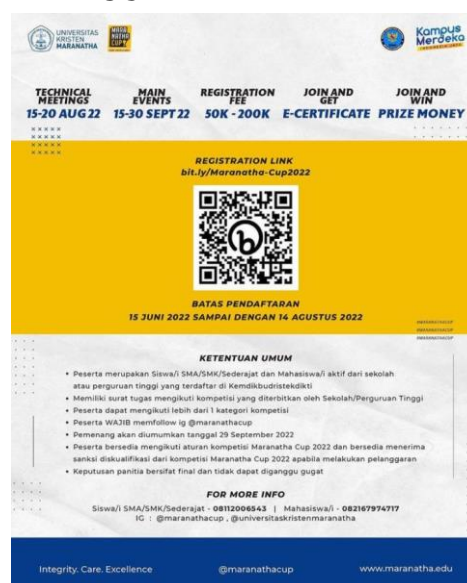 UNIVERSITAS
KRISTEN
MARANATHA
MARA
NATHA
CUP
Kampus
Merdeka
TECHNICAL
MEETINGS
15-20 AUG 22
MAIN
EVENTS
15-30 SEPT 22
REGISTRATION
FEE
50K - 200K
JOIN AND
GET
E-CERTIFICATE
JOIN AND
WIN
PRIZE MONEY
REGISTRATION LINK
bit.ly/Maranatha-Cup2022
BATAS PENDAFTARAN
15 JUNI 2022 SAMPAI DENGAN 14 AGUSTUS 2022
KETENTUAN UMUM
• Peserta merupakan Siswa/i SMA/SMK/Sederajat dan Mahasiswa/i aktif dari sekolah
atau perguruan tinggi yang terdaftar di Kemdikbudristekdikti
• Memiliki surat tugas mengikuti kompetisi yang diterbitkan oleh Sekolah/Perguruan Tinggi
• Peserta dapat mengikuti lebih dari 1 kategori kompetisi
• Peserta WAJIB memfollow ig @maranathacup
• Pemenang akan diumumkan tanggal 29 September 2022
• Peserta bersedia mengikuti aturan kompetisi Maranatha Cup 2022 dan bersedia menerima
sanksi diskualifikasi dari kompetisi Maranatha Cup 2022 apabila melakukan pelanggaran
• Keputusan panitia bersifat final dan tidak dapat diganggu gugat
FOR MORE INFO
Siswa/i SMA/SMK/Sederajat - 08112006543 | Mahasiswa/i - 082167974717
IG : @maranathacup , @universitaskristenmaranatha
Integrity. Care. Excellence
@maranathacup
www.maranatha.edu